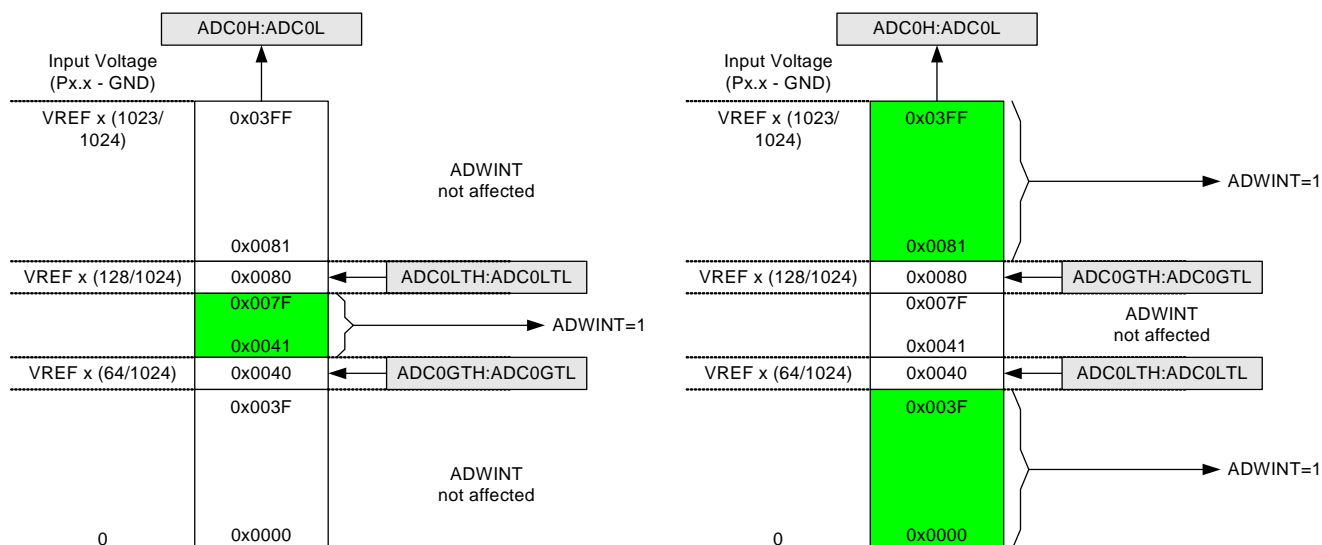 ADC0H:ADC0L
Input Voltage
(Px.x - GND)
VREF x (1023/
1024)
0x03FF
ADWINT
not affected
0x0081
VREF x (128/1024)
0x0080
ADC0LTH:ADC0LTL
0x007F
ADWINT=1
0x0041
VREF x (64/1024)
0x0040
ADC0GTH:ADC0GTL
0x003F
ADWINT
not affected
0
0x0000
ADC0H:ADC0L
Input Voltage
(Px.x - GND)
VREF x (1023/
1024)
0x03FF
ADWINT=1
0x0081
VREF x (128/1024)
0x0080
ADC0GTH:ADC0GTL
0x007F
ADWINT
not affected
0x0041
VREF x (64/1024)
0x0040
ADC0LTH:ADC0LTL
0x003F
ADWINT=1
0
0x0000